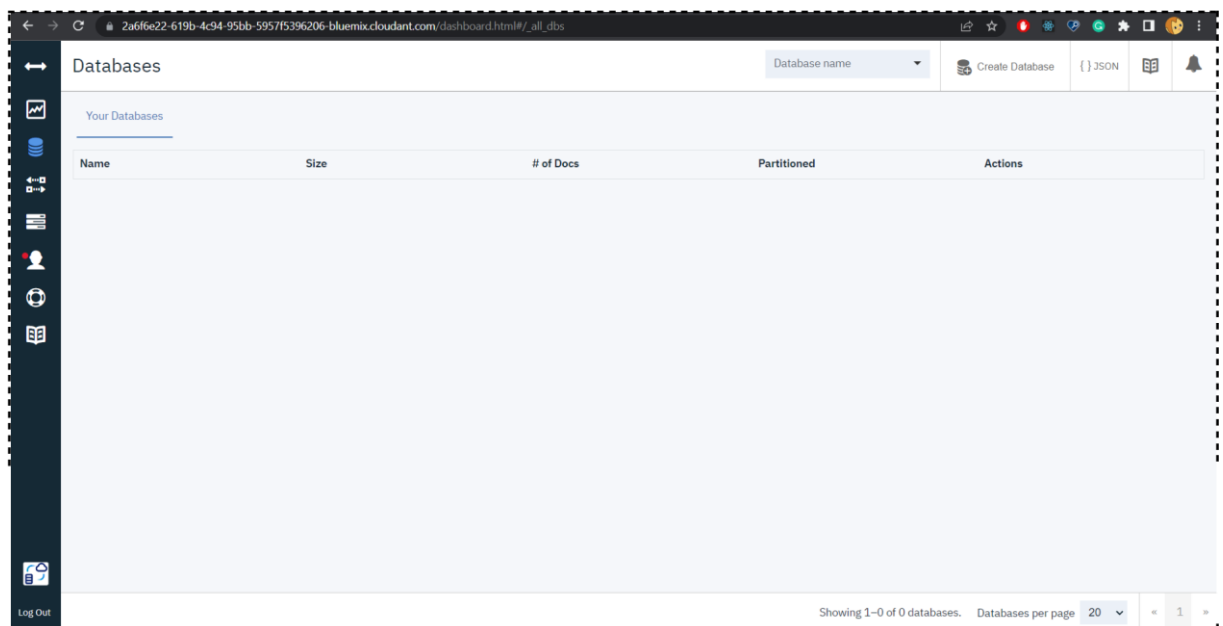 2a6f6e22-619b-4c94-95bb-5957f5396206-bluemix.cloudant.com/dashboard.html#/_all_dbs
Databases
Database name
Create Database
{ } JSON
Your Databases
Name Size # of Docs Partitioned Actions
Log Out
Showing 1–0 of 0 databases. Databases per page 20 « 1 »